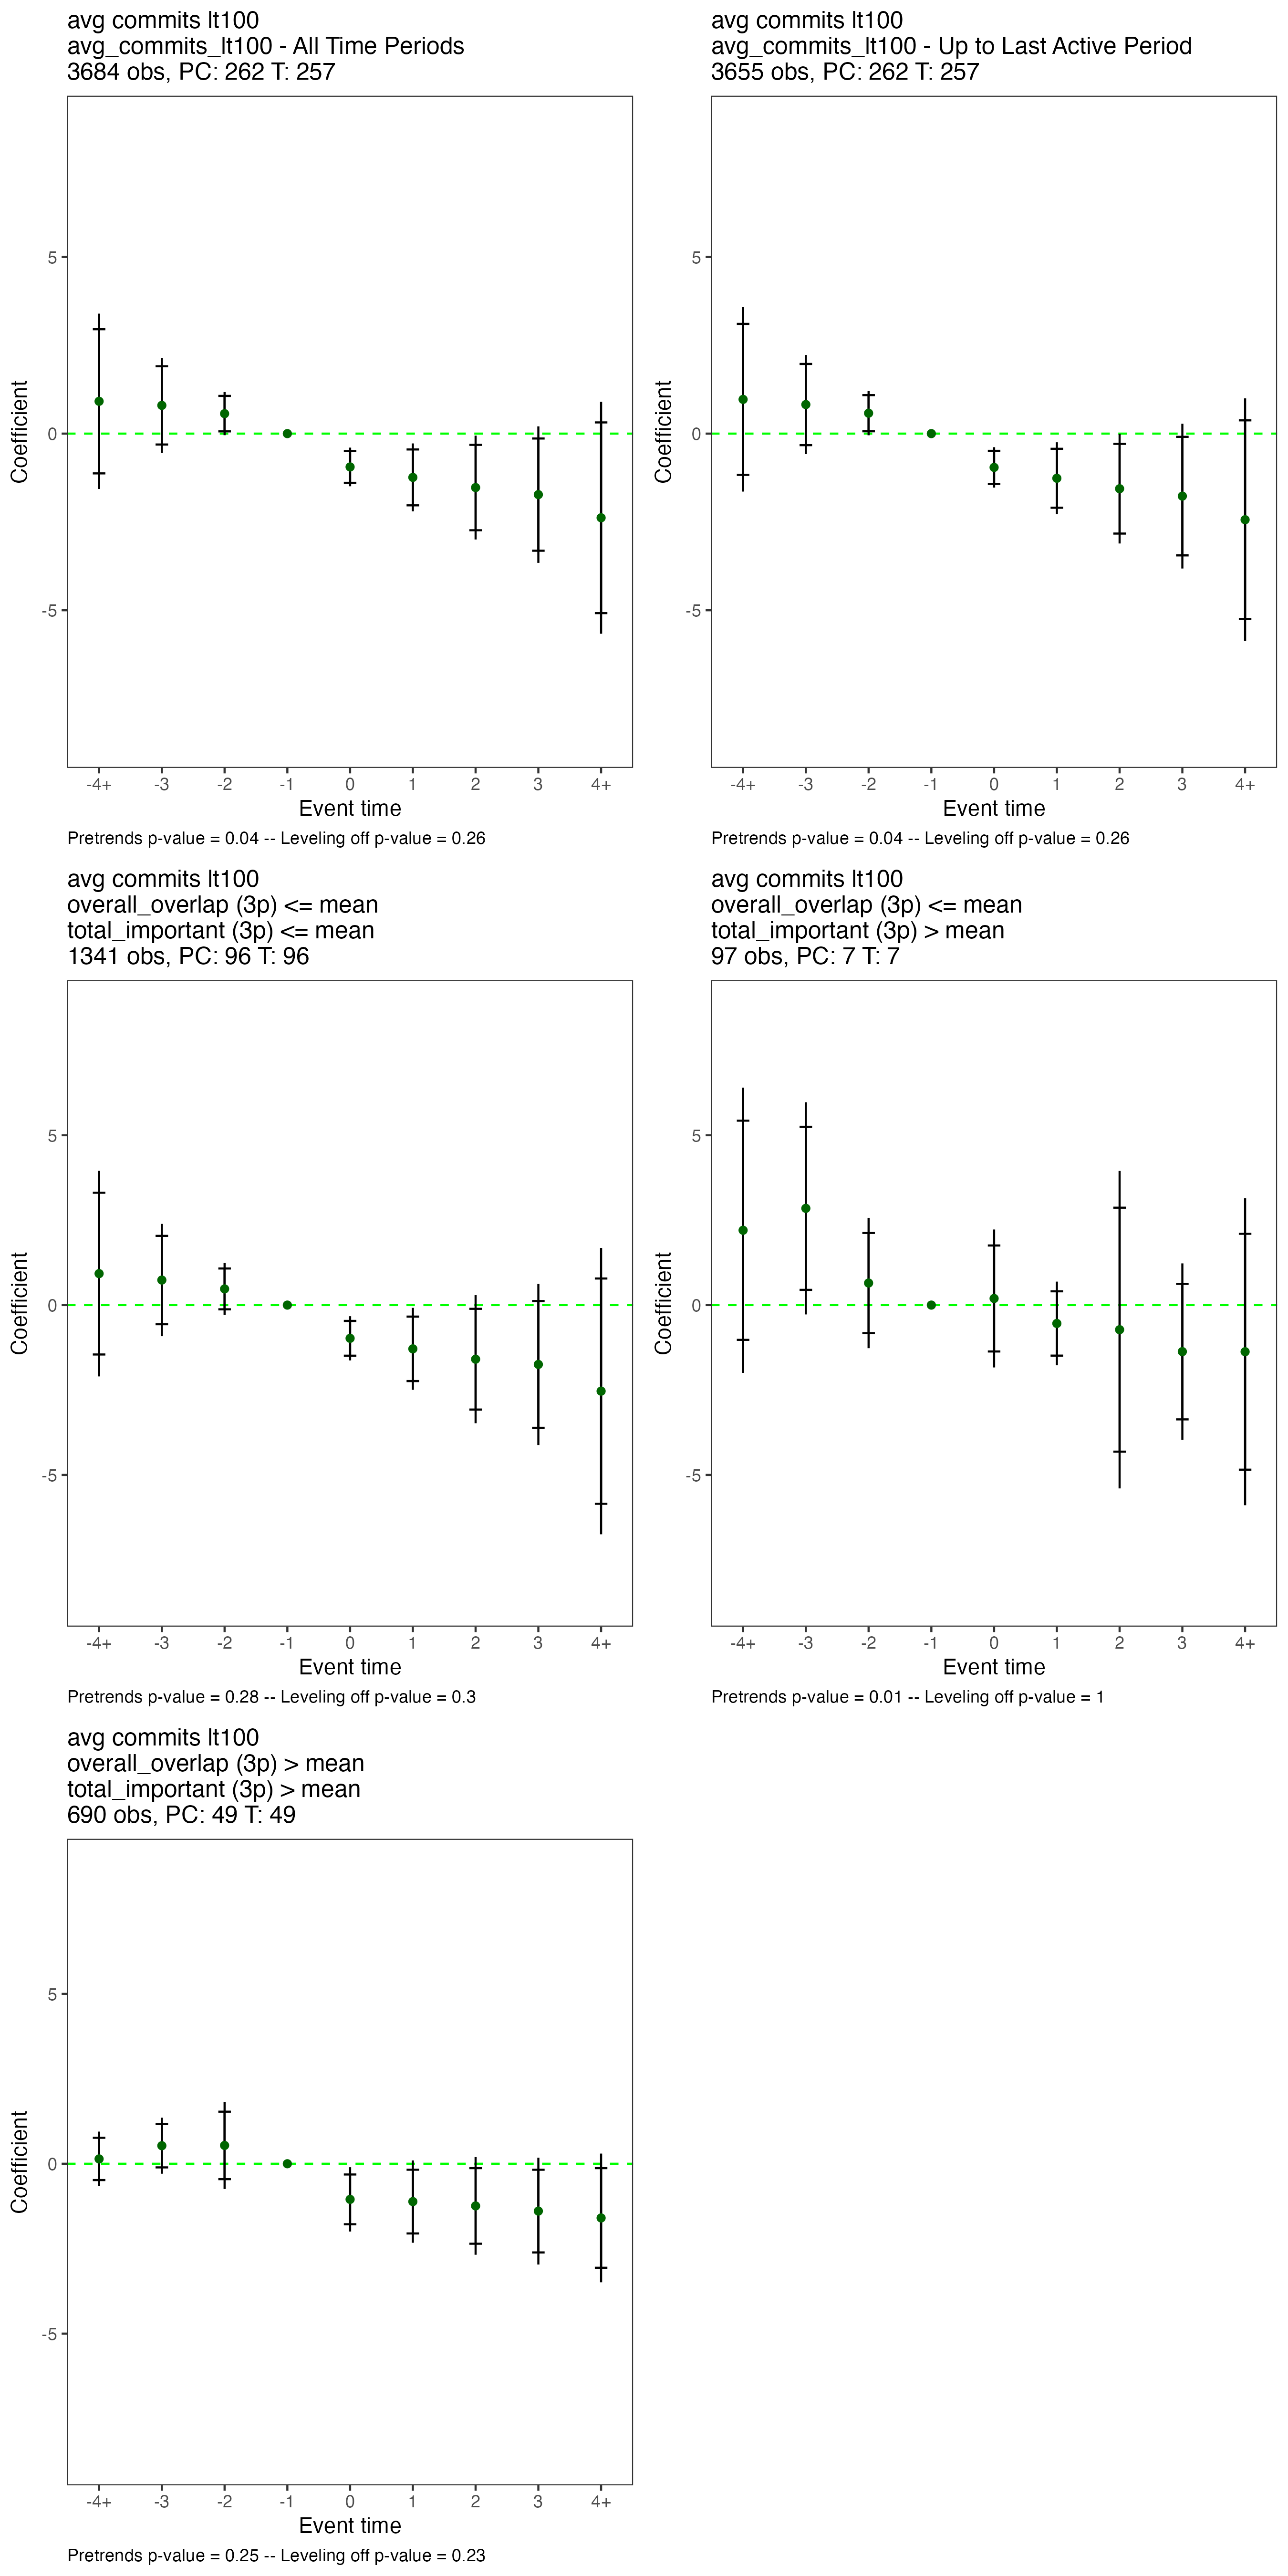 avg commits lt100
avg_commits_lt100 - All Time Periods
3684 obs, PC: 262 T: 257
5
0
-5
Coefficient
-4+ -3 -2 -1 0 1 2 3 4+
Event time
Pretrends p-value = 0.04 -- Leveling off p-value = 0.26
avg commits lt100
avg_commits_lt100 - Up to Last Active Period
3655 obs, PC: 262 T: 257
5
0
-5
Coefficient
-4+ -3 -2 -1 0 1 2 3 4+
Event time
Pretrends p-value = 0.04 -- Leveling off p-value = 0.26
avg commits lt100
overall_overlap (3p) <= mean
total_important (3p) <= mean
1341 obs, PC: 96 T: 96
5
0
-5
Coefficient
-4+ -3 -2 -1 0 1 2 3 4+
Event time
Pretrends p-value = 0.28 -- Leveling off p-value = 0.3
avg commits lt100
overall_overlap (3p) <= mean
total_important (3p) > mean
97 obs, PC: 7 T: 7
5
0
-5
Coefficient
-4+ -3 -2 -1 0 1 2 3 4+
Event time
Pretrends p-value = 0.01 -- Leveling off p-value = 1
avg commits lt100
overall_overlap (3p) > mean
total_important (3p) > mean
690 obs, PC: 49 T: 49
5
0
-5
Coefficient
-4+ -3 -2 -1 0 1 2 3 4+
Event time
Pretrends p-value = 0.25 -- Leveling off p-value = 0.23